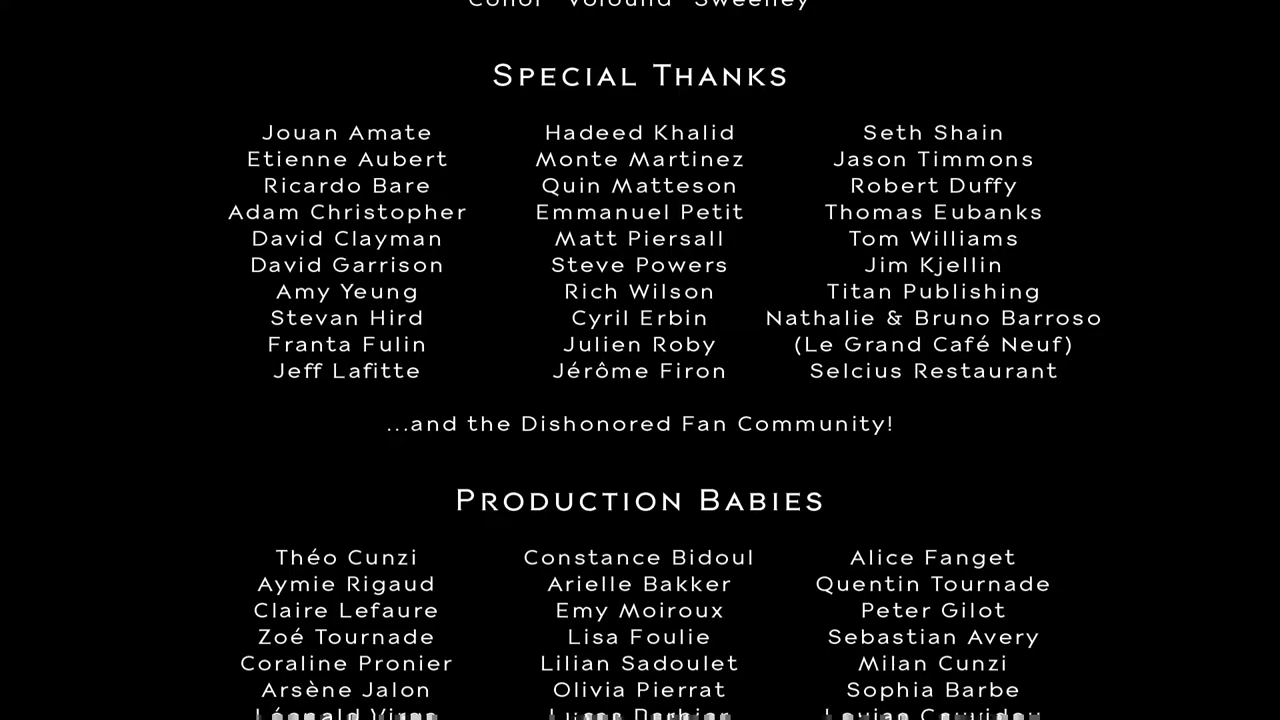 Special Thanks
Jouan Amate Hadeed Khalid Seth Shain
Etienne Aubert Monte Martinez Jason Timmons
Ricardo Bare Quin Matteson Robert Duffy
Adam Christopher Emmanuel Petit Thomas Eubanks
David Clayman Matt Piersall Tom Williams
David Garrison Steve Powers Jim Kjellin
Amy Yeung Rich Wilson Titan Publishing
Stevan Hird Cyril Erbin Nathalie & Bruno Barroso
Franta Fulin Julien Roby (Le Grand Café Neuf)
Jeff Lafitte Jérôme Firon Selcius Restaurant
...and the Dishonored Fan Community!
Production Babies
Théo Cunzi Constance Bidoul Alice Fanget
Aymie Rigaud Arielle Bakker Quentin Tournade
Claire Lefaure Emy Moiroux Peter Gilot
Zoé Tournade Lisa Foulie Sebastian Avery
Coraline Pronier Lilian Sadoulet Milan Cunzi
Arsène Jalon Olivia Pierrat Sophia Barbe